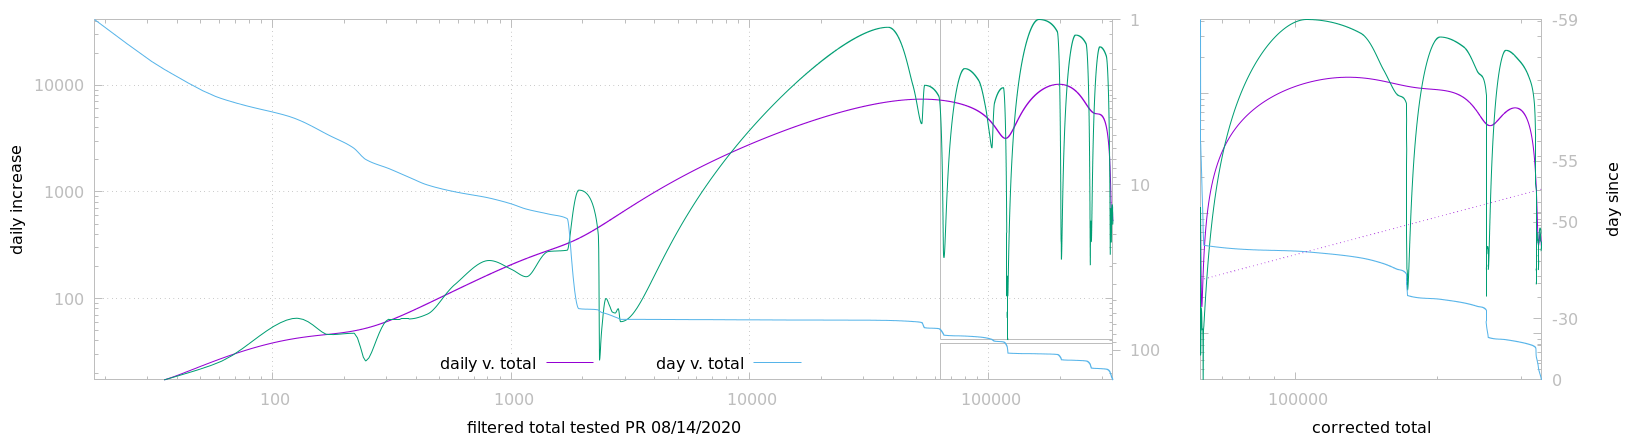 daily increase
10000
1000
100
100
1000
10000
100000
1
10
100
daily v. total
day v. total
filtered total tested PR 08/14/2020
-59
-55
-50
-30
0
day since
100000
corrected total